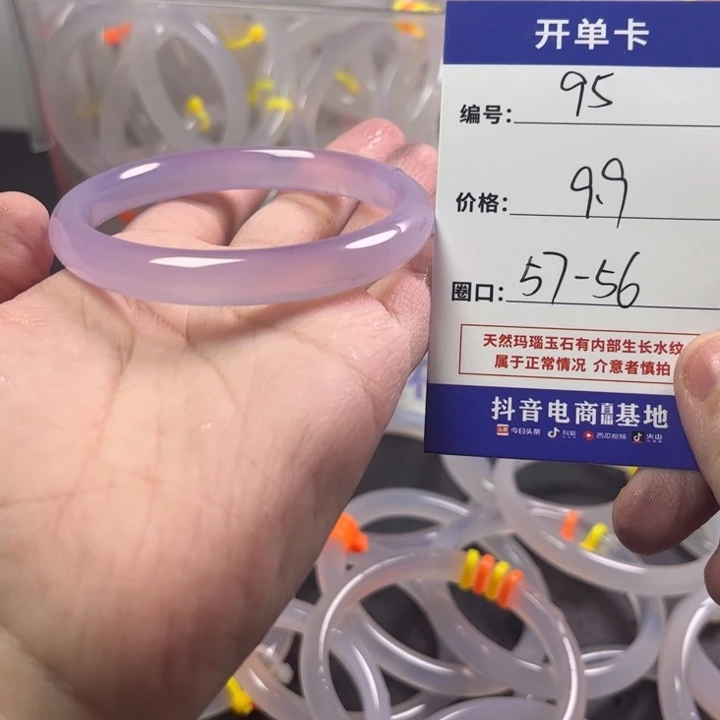 开单卡
编号: 95
价格: 9.9
圈口: 57-56
天然玛瑙玉石有内部生长水纹
属于正常情况 介意者慎拍
抖音电商直播基地
今日头条 抖音 西瓜视频 火山